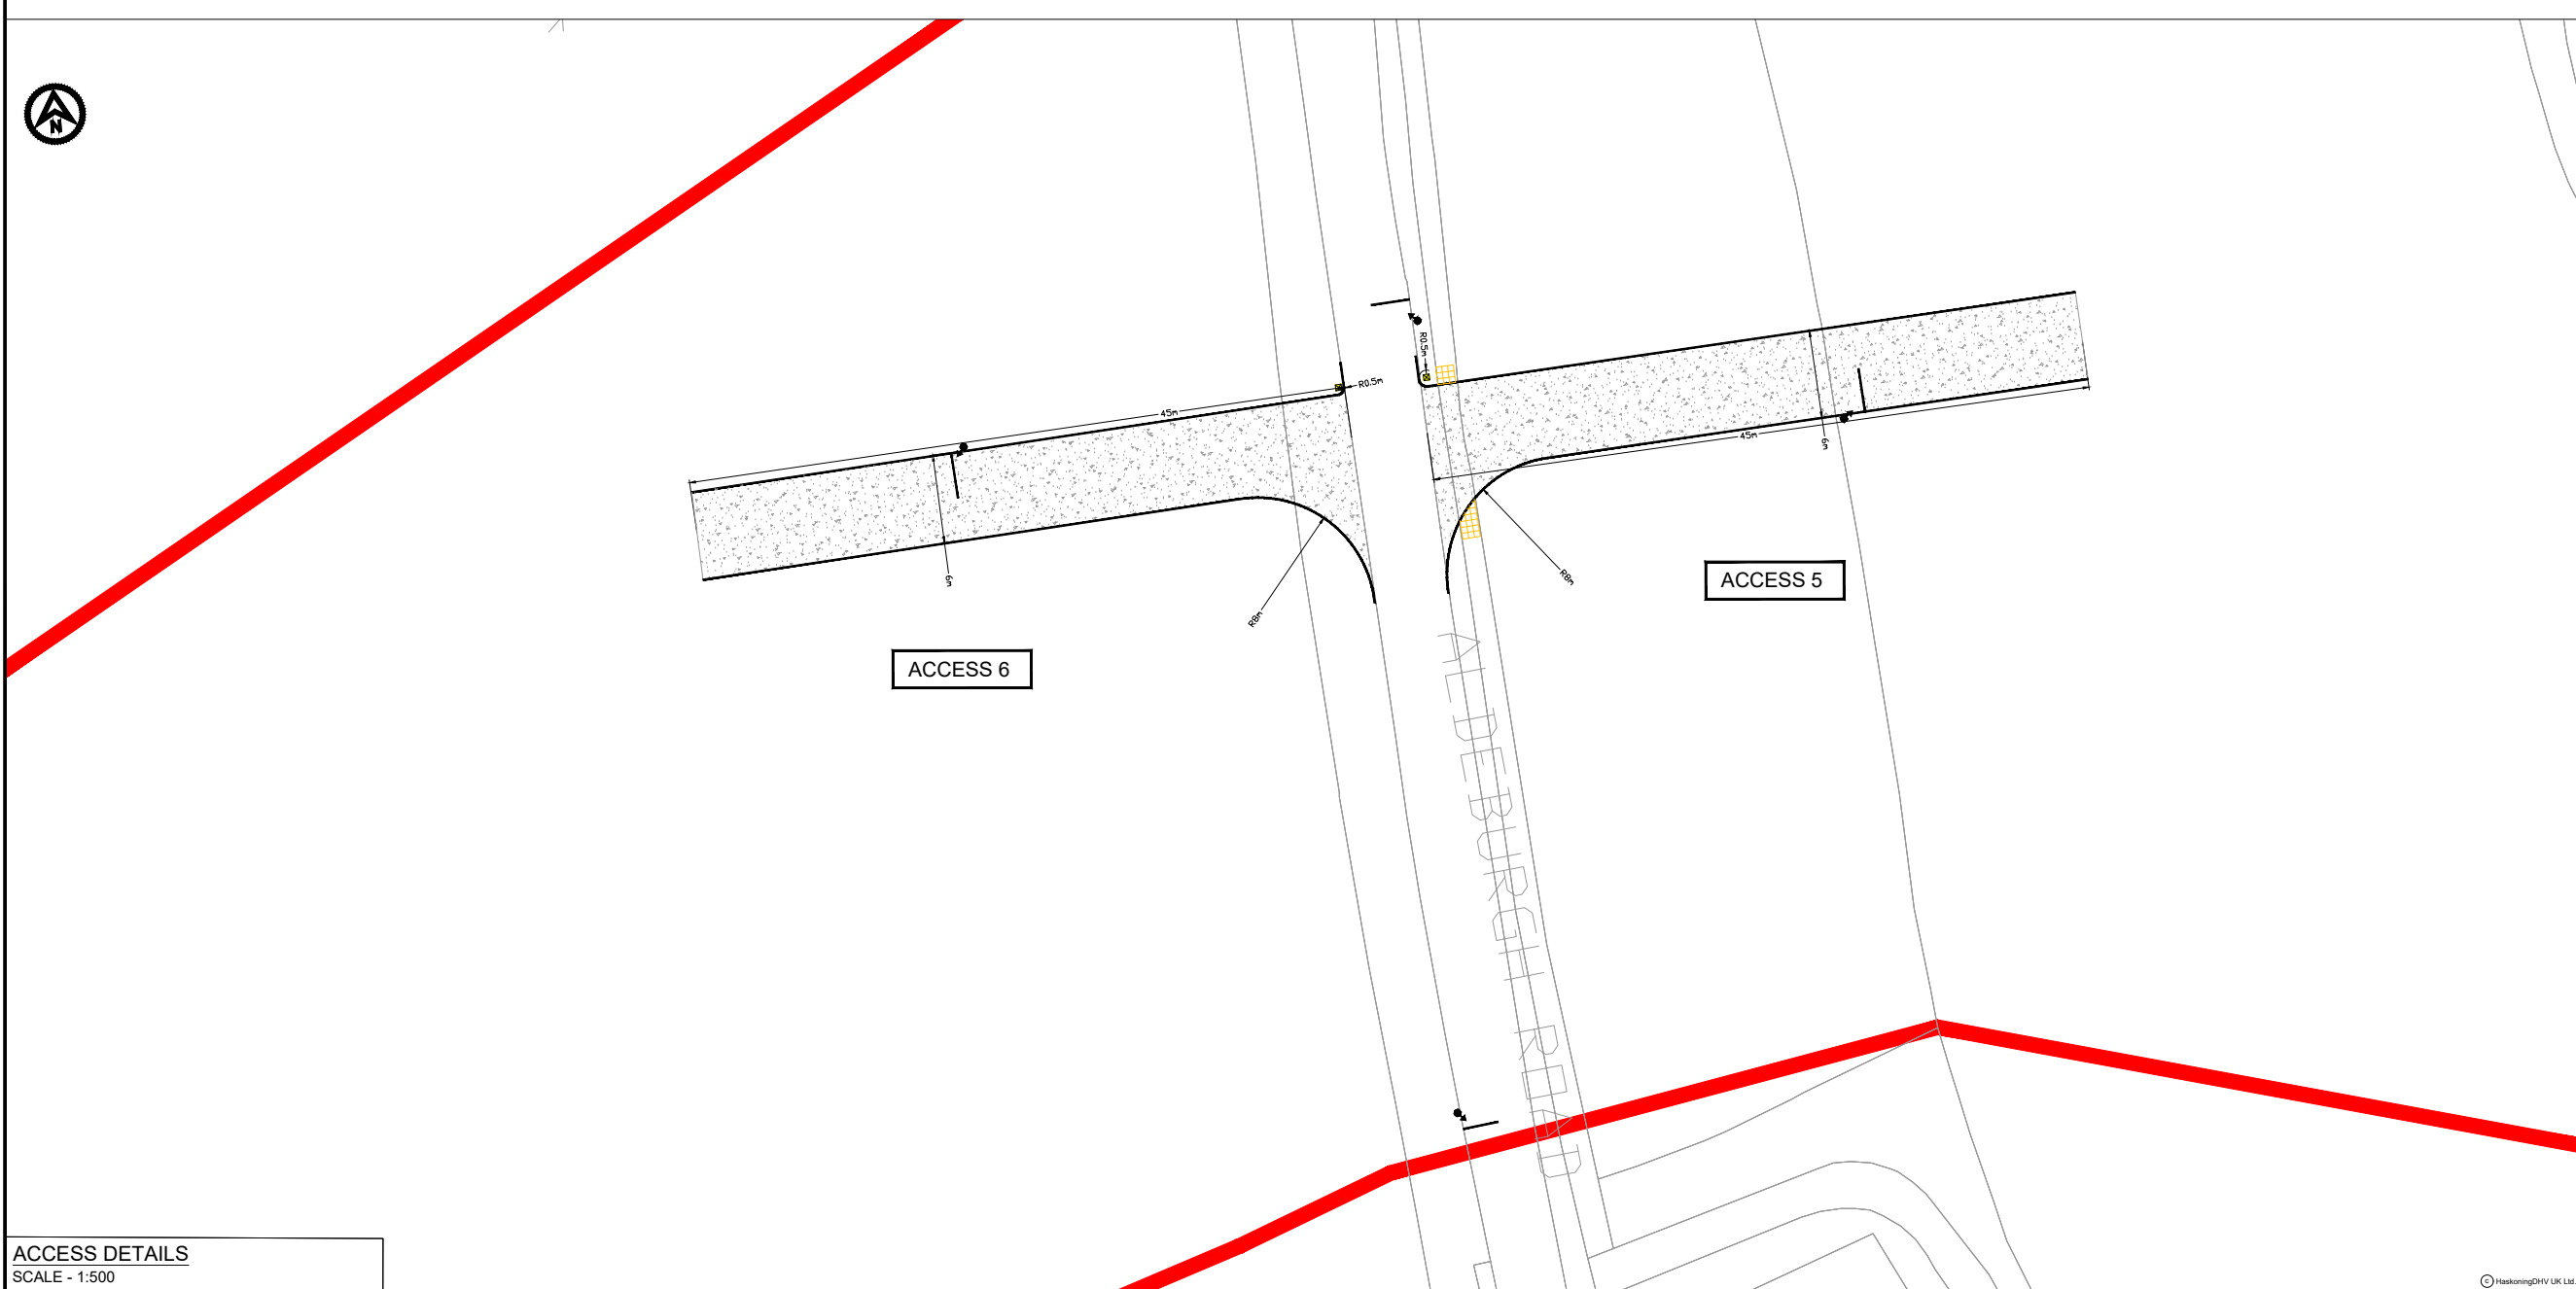 N
R0.5m
R0.5m
45m
45m
6m
6m
R8m
R8m
ACCESS 5
ACCESS 6
ALDEBURGH ROAD
ACCESS DETAILS
SCALE - 1:500
© HaskoningDHV UK Ltd.